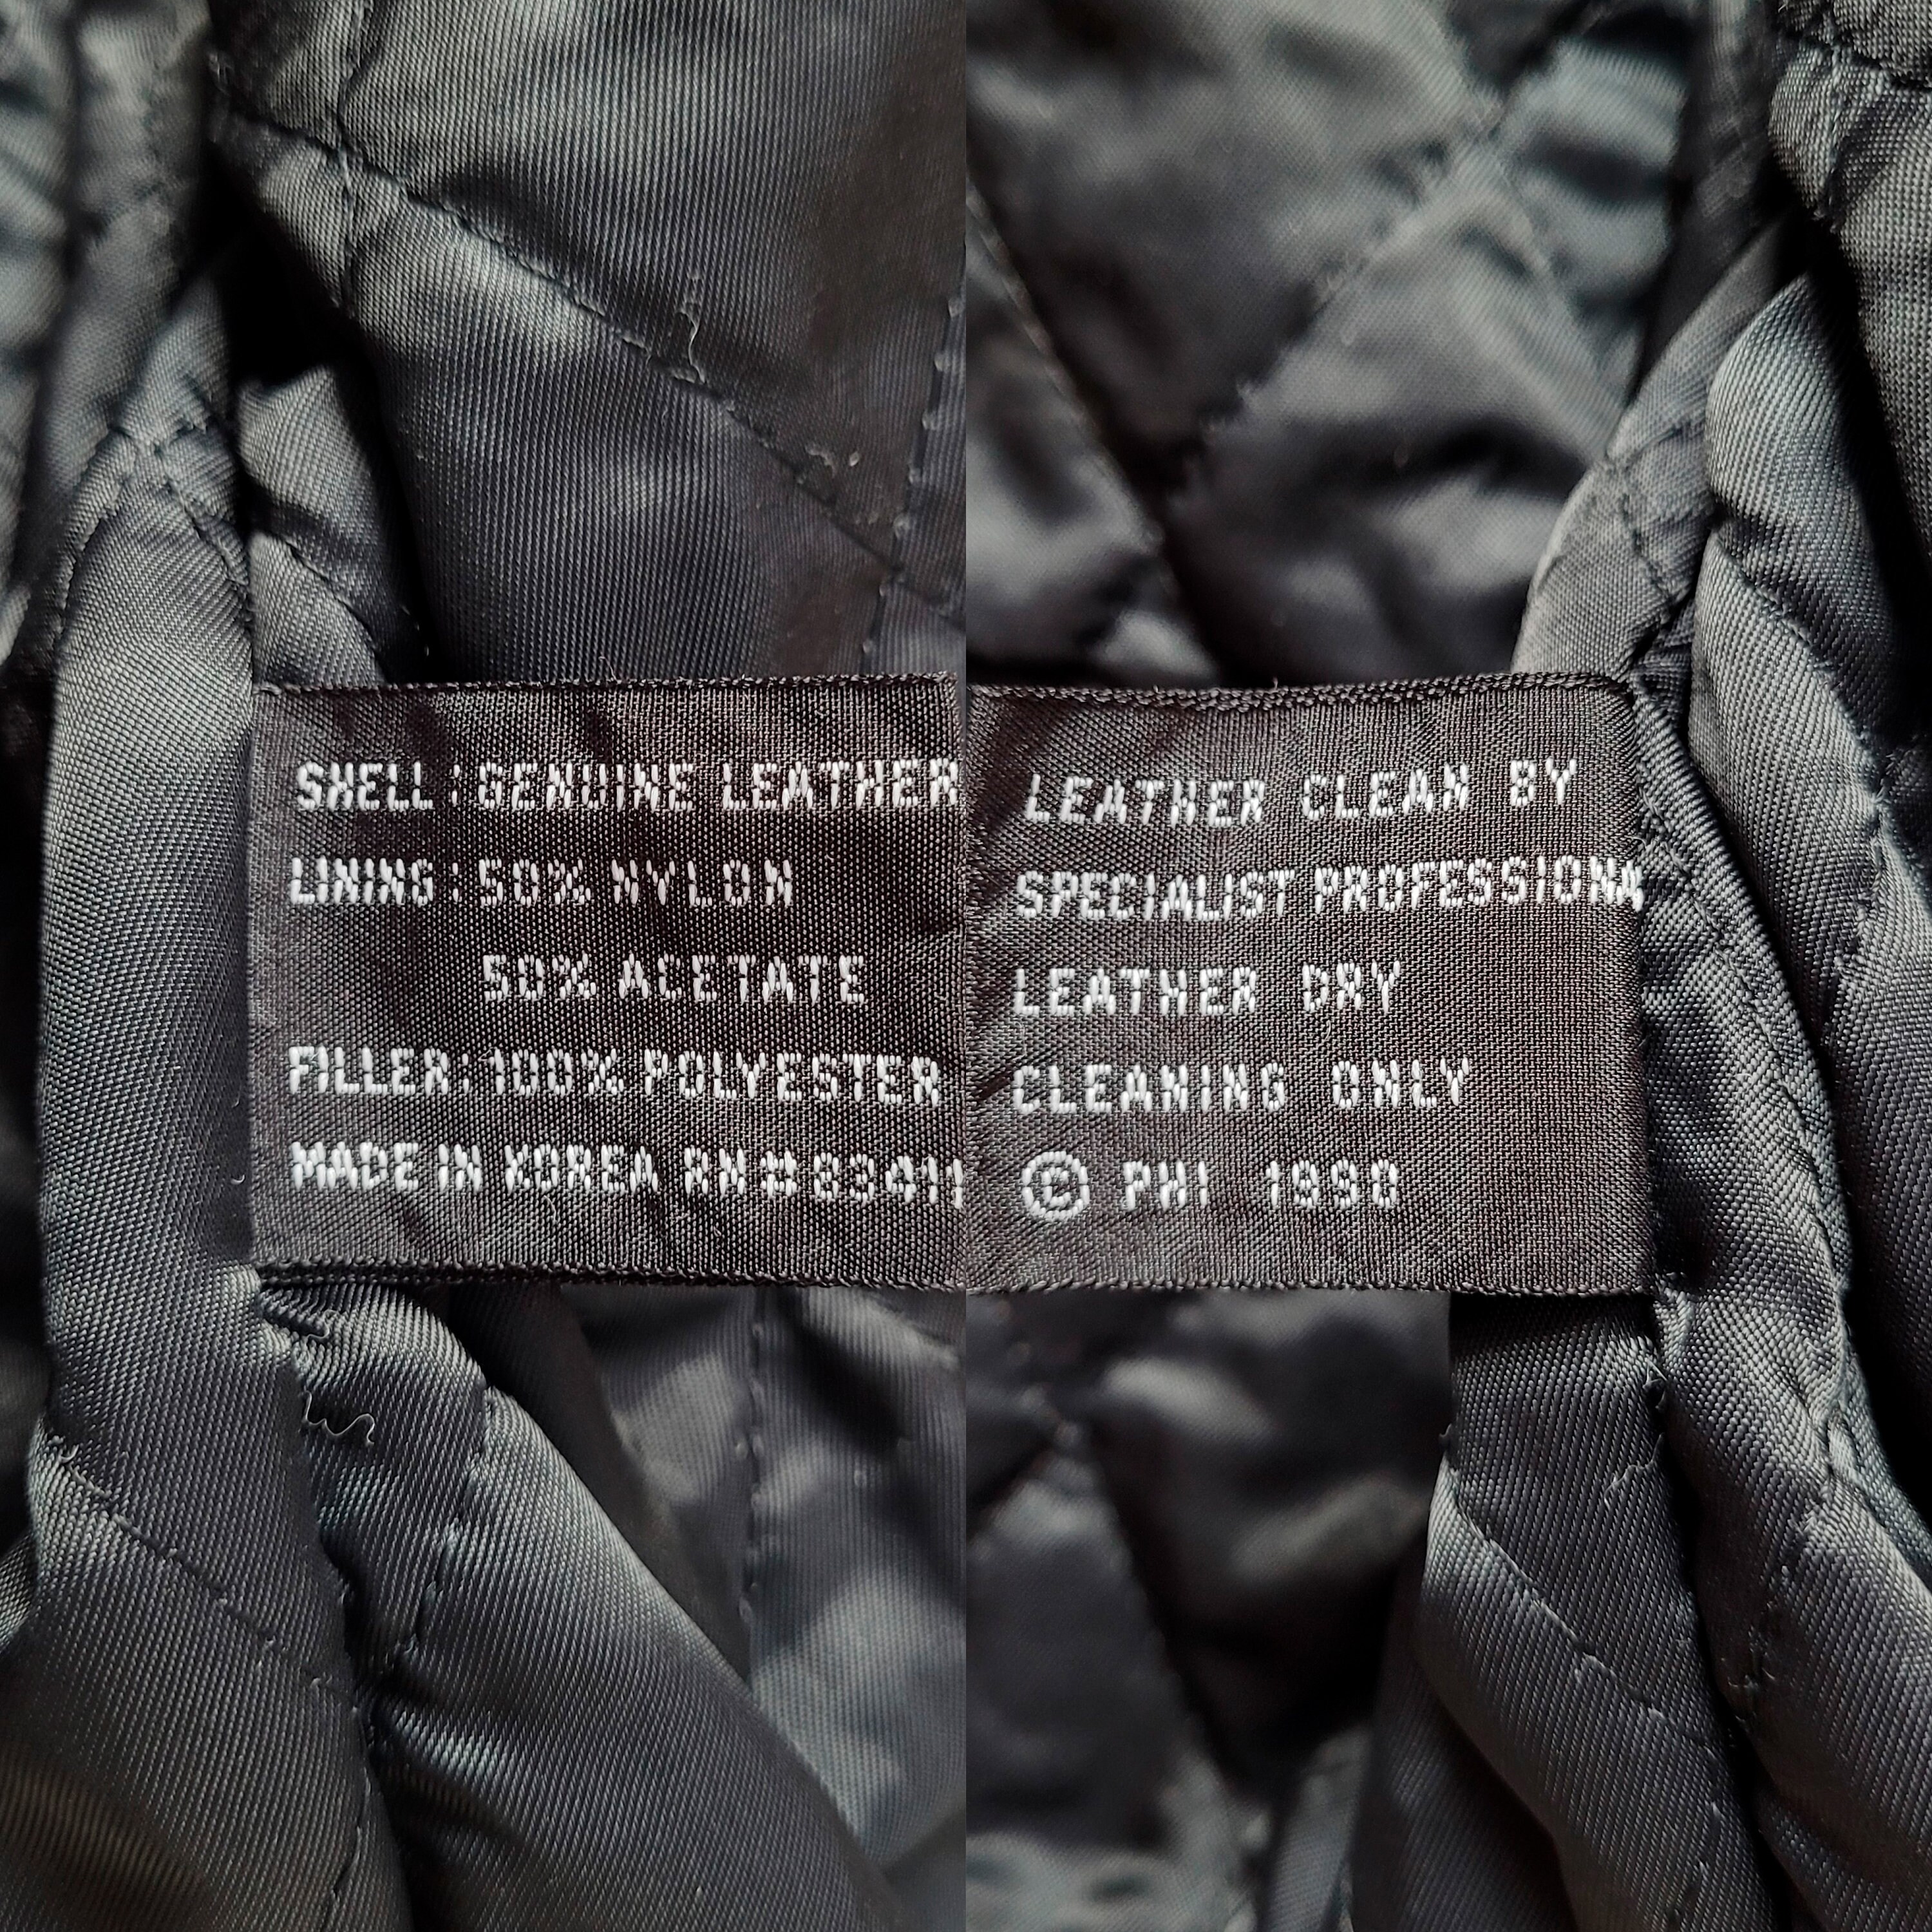 SHELL: GENUINE LEATHER
LINING: 50% NYLON
50% ACETATE
FILLER: 100% POLYESTER
MADE IN KOREA RN#
LEATHER CLEAN BY
SPECIALIST PROFESSIONA
LEATHER DRY
CLEANING ONLY
© PHI 1990